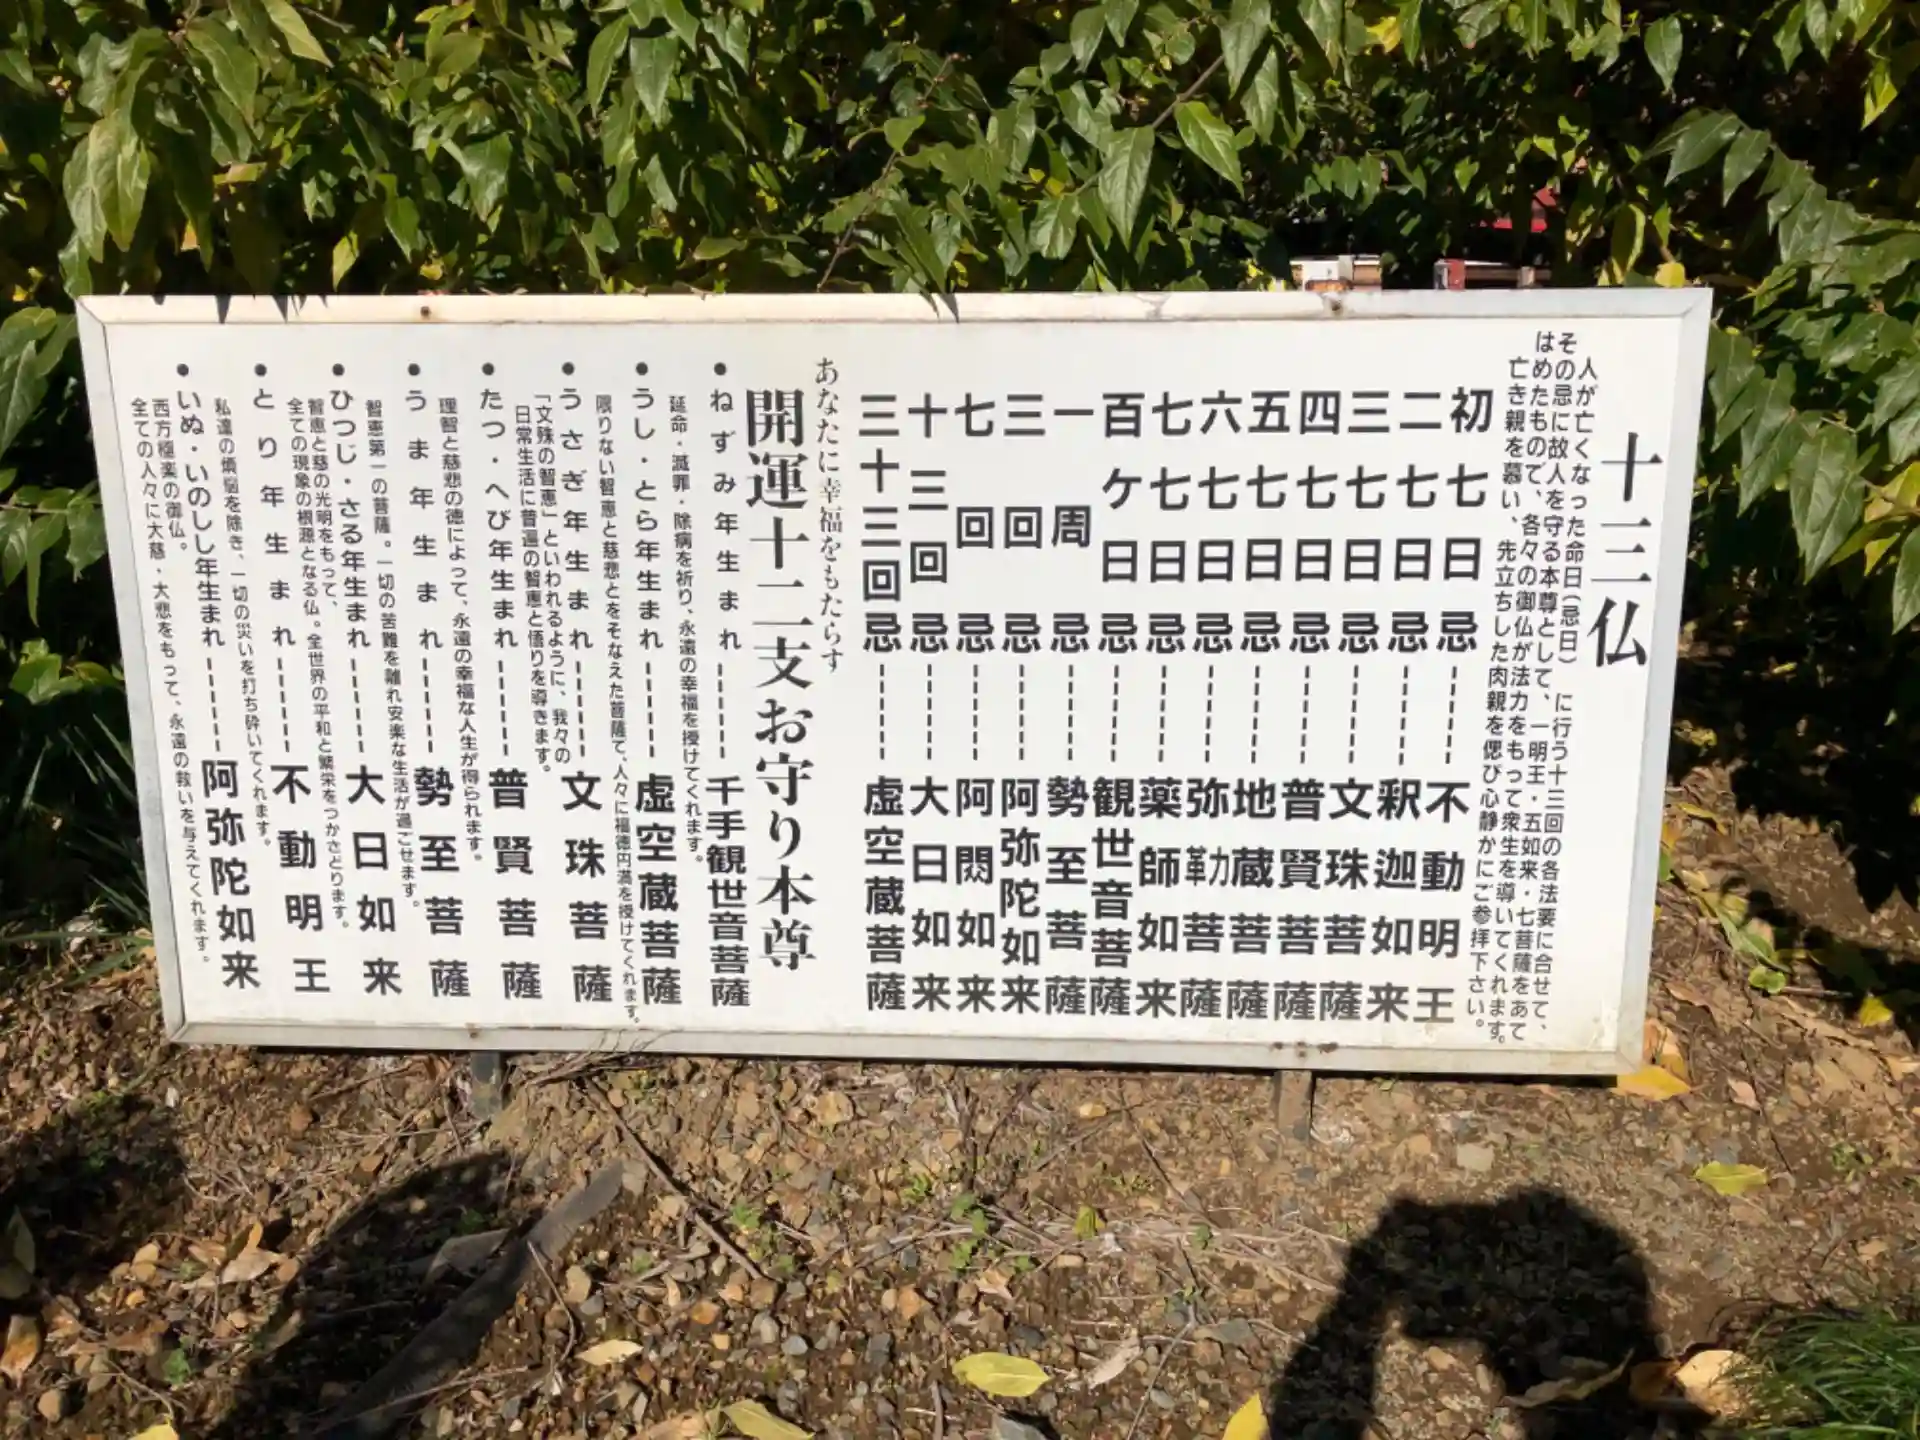 十三仏
人が亡くなった命日（忌日）に行う十三回の各法要に合せて、
その忌に故人を守る本尊として、一明王・五如来・七菩薩をあて
はめたもので、各々の御仏が法力をもって衆生を導いてくれます。
亡き親を慕い、先立ちした肉親を偲び心静かにご参拝下さい。
初七日忌------不動明王
二七日忌------釈迦如来
三七日忌------文珠菩薩
四七日忌------普賢菩薩
五七日忌------地蔵菩薩
六七日忌------弥勒菩薩
七七日忌------薬師如来
百ケ日忌------観世音菩薩
一周忌------勢至菩薩
三回忌------阿弥陀如来
七回忌------阿閦如来
十三回忌------大日如来
三十三回忌------虚空蔵菩薩
あなたに幸福をもたらす
開運十二支お守り本尊
●ねずみ年生まれ------千手観世音菩薩
延命・滅罪・除病を祈り、永遠の幸福を授けてくれます。
●うし・とら年生まれ------虚空蔵菩薩
限りない智恵と慈悲とをそなえた菩薩て、人々に福徳円満を授けてくれます。
●うさぎ年生まれ------文珠菩薩
「文殊の智恵」といわれるように、我々の
日常生活に普遍の智恵と悟りを導きます。
●たつ・へび年生まれ------普賢菩薩
理智と慈悲の徳によって、永遠の幸福な人生が得られます。
●うま年生まれ------勢至菩薩
智恵第一の菩薩。一切の苦難を離れ安楽な生活が過ごせます。
●ひつじ・さる年生まれ------大日如来
智恵と慈の光明をもって、
全ての現象の根源となる仏。全世界の平和と繁栄をつかさどります。
●とり年生まれ------不動明王
私達の煩悩を除き、一切の災いを打ち砕いてくれます。
●いぬ・いのしし年生まれ------阿弥陀如来
西方極楽の御仏。
全ての人々に大慈・大悲をもって、永遠の救いを与えてくれます。